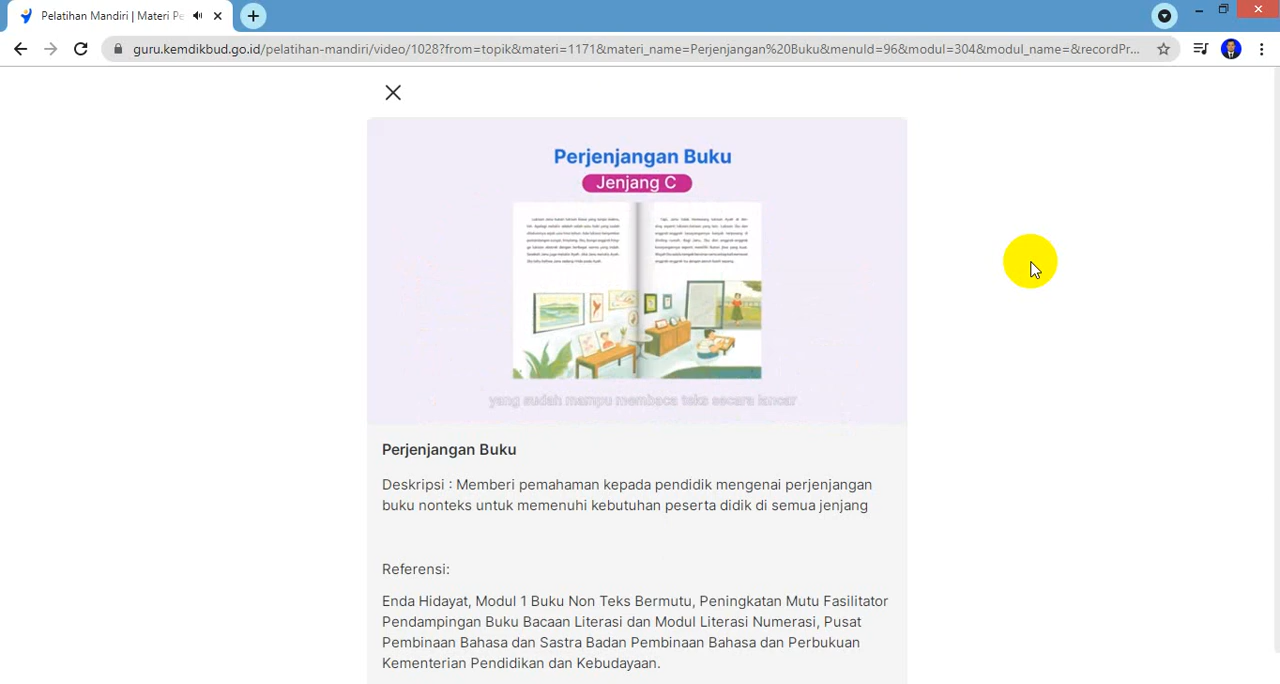 Pelatihan Mandiri | Materi Pe
guru.kemdikbud.go.id/pelatihan-mandiri/video/1028?from=topik&materi=1171&materi_name=Perjenjangan%20Buku&menuId=96&modul=304&modul_name=&recordPr...
Perjenjangan Buku
Jenjang C
yang sudah mampu membaca teks secara lancar
Perjenjangan Buku
Deskripsi : Memberi pemahaman kepada pendidik mengenai perjenjangan
buku nonteks untuk memenuhi kebutuhan peserta didik di semua jenjang
Referensi:
Enda Hidayat, Modul 1 Buku Non Teks Bermutu, Peningkatan Mutu Fasilitator
Pendampingan Buku Bacaan Literasi dan Modul Literasi Numerasi, Pusat
Pembinaan Bahasa dan Sastra Badan Pembinaan Bahasa dan Perbukuan
Kementerian Pendidikan dan Kebudayaan.